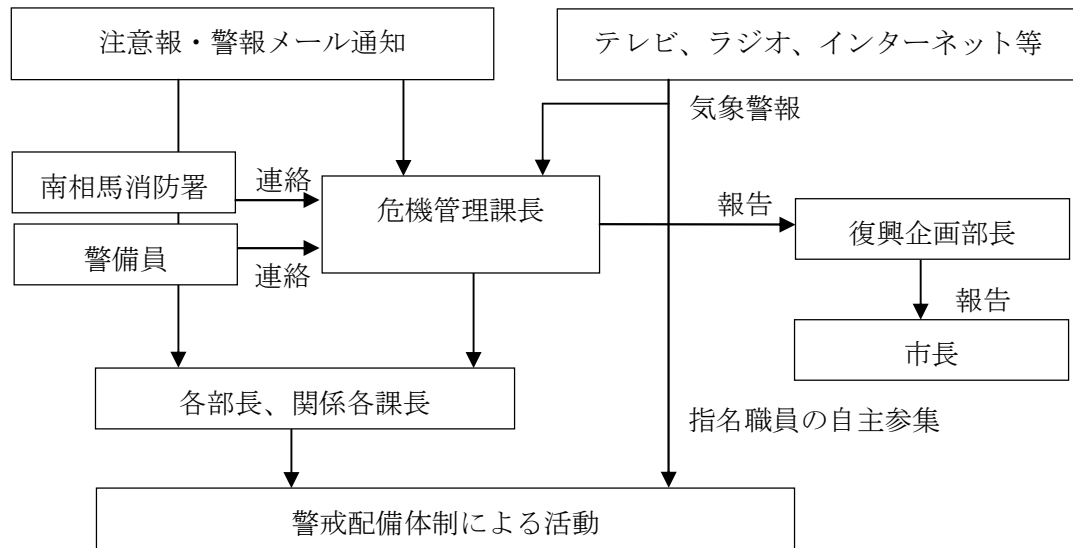 注意報・警報メール通知
テレビ、ラジオ、インターネット等
気象警報
南相馬消防署
連絡
危機管理課長
報告
復興企画部長
警備員
連絡
報告
市長
各部長、関係各課長
指名職員の自主参集
警戒配備体制による活動